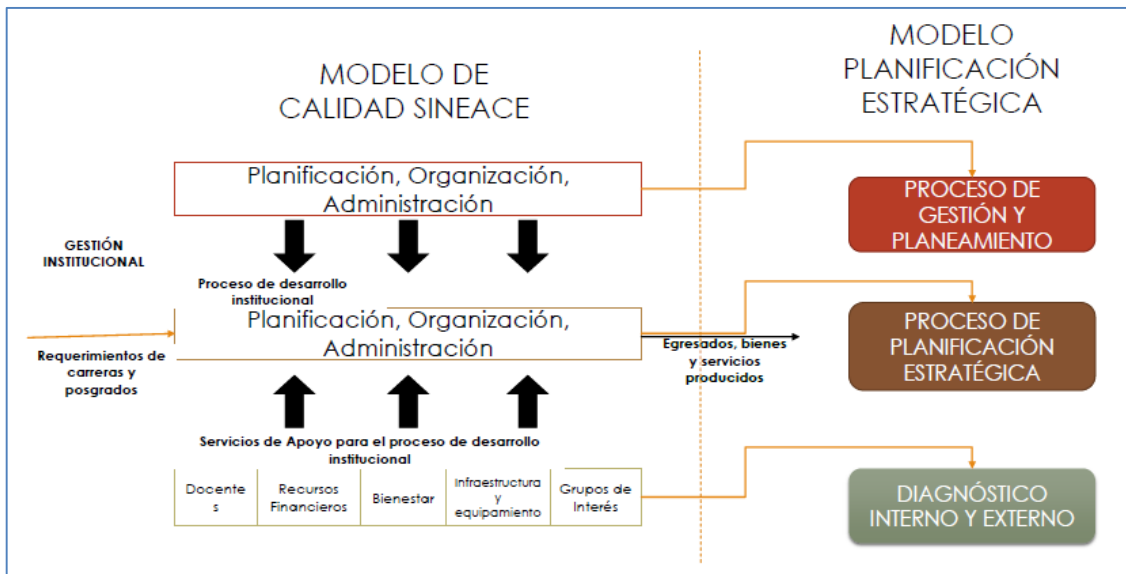 MODELO DE
CALIDAD SINEACE
MODELO
PLANIFICACIÓN
ESTRATÉGICA
Planificación, Organización,
Administración
PROCESO DE
GESTIÓN Y
PLANEAMIENTO
GESTIÓN
INSTITUCIONAL
Proceso de desarrollo
institucional
Planificación, Organización,
Administración
PROCESO DE
PLANIFICACIÓN
ESTRATÉGICA
Requerimientos de
carreras y
posgrados
Egresados, bienes
y servicios
producidos
Servicios de Apoyo para el proceso de desarrollo
institucional
Docente
s
Recursos
Financieros
Bienestar
Infraestructura
y
equipamiento
Grupos de
Interés
DIAGNÓSTICO
INTERNO Y EXTERNO